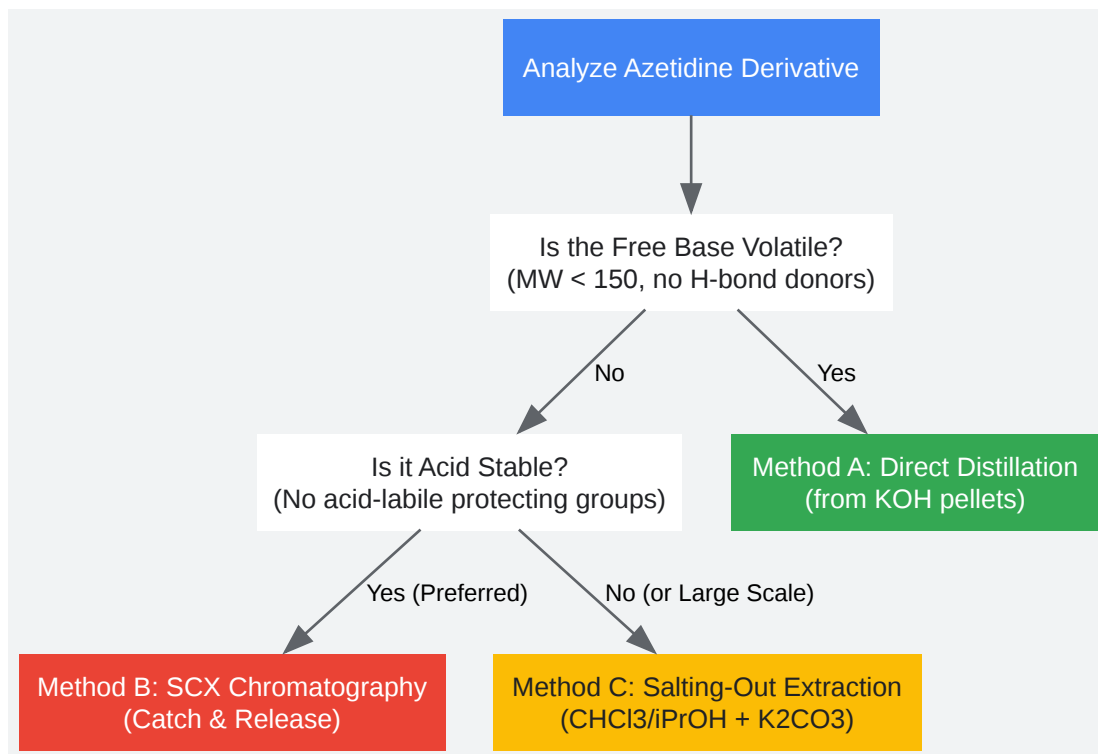 Analyze Azetidine Derivative
Is the Free Base Volatile?
(MW < 150, no H-bond donors)
No
Yes
Is it Acid Stable?
(No acid-labile protecting groups)
Method A: Direct Distillation
(from KOH pellets)
Yes (Preferred)
No (or Large Scale)
Method B: SCX Chromatography
(Catch & Release)
Method C: Salting-Out Extraction
(CHCl3/iPrOH + K2CO3)